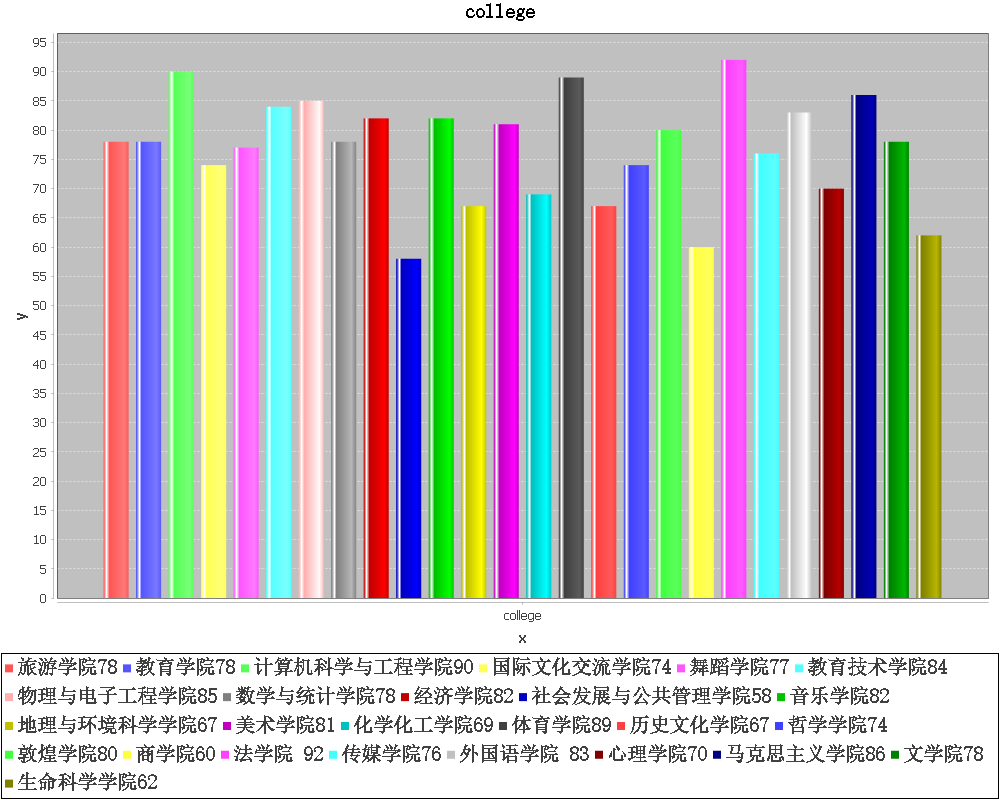 college
95
90
85
80
75
70
65
60
55
50
45
40
35
30
25
20
15
10
5
0
y
college
x
旅游学院78 教育学院78 计算机科学与工程学院90 国际文化交流学院74 舞蹈学院77 教育技术学院84
物理与电子工程学院85 数学与统计学院78 经济学院82 社会发展与公共管理学院58 音乐学院82
地理与环境科学学院67 美术学院81 化学化工学院69 体育学院89 历史文化学院67 哲学学院74
敦煌学院80 商学院60 法学院 92 传媒学院76 外国语学院 83 心理学院70 马克思主义学院86 文学院78
生命科学学院62